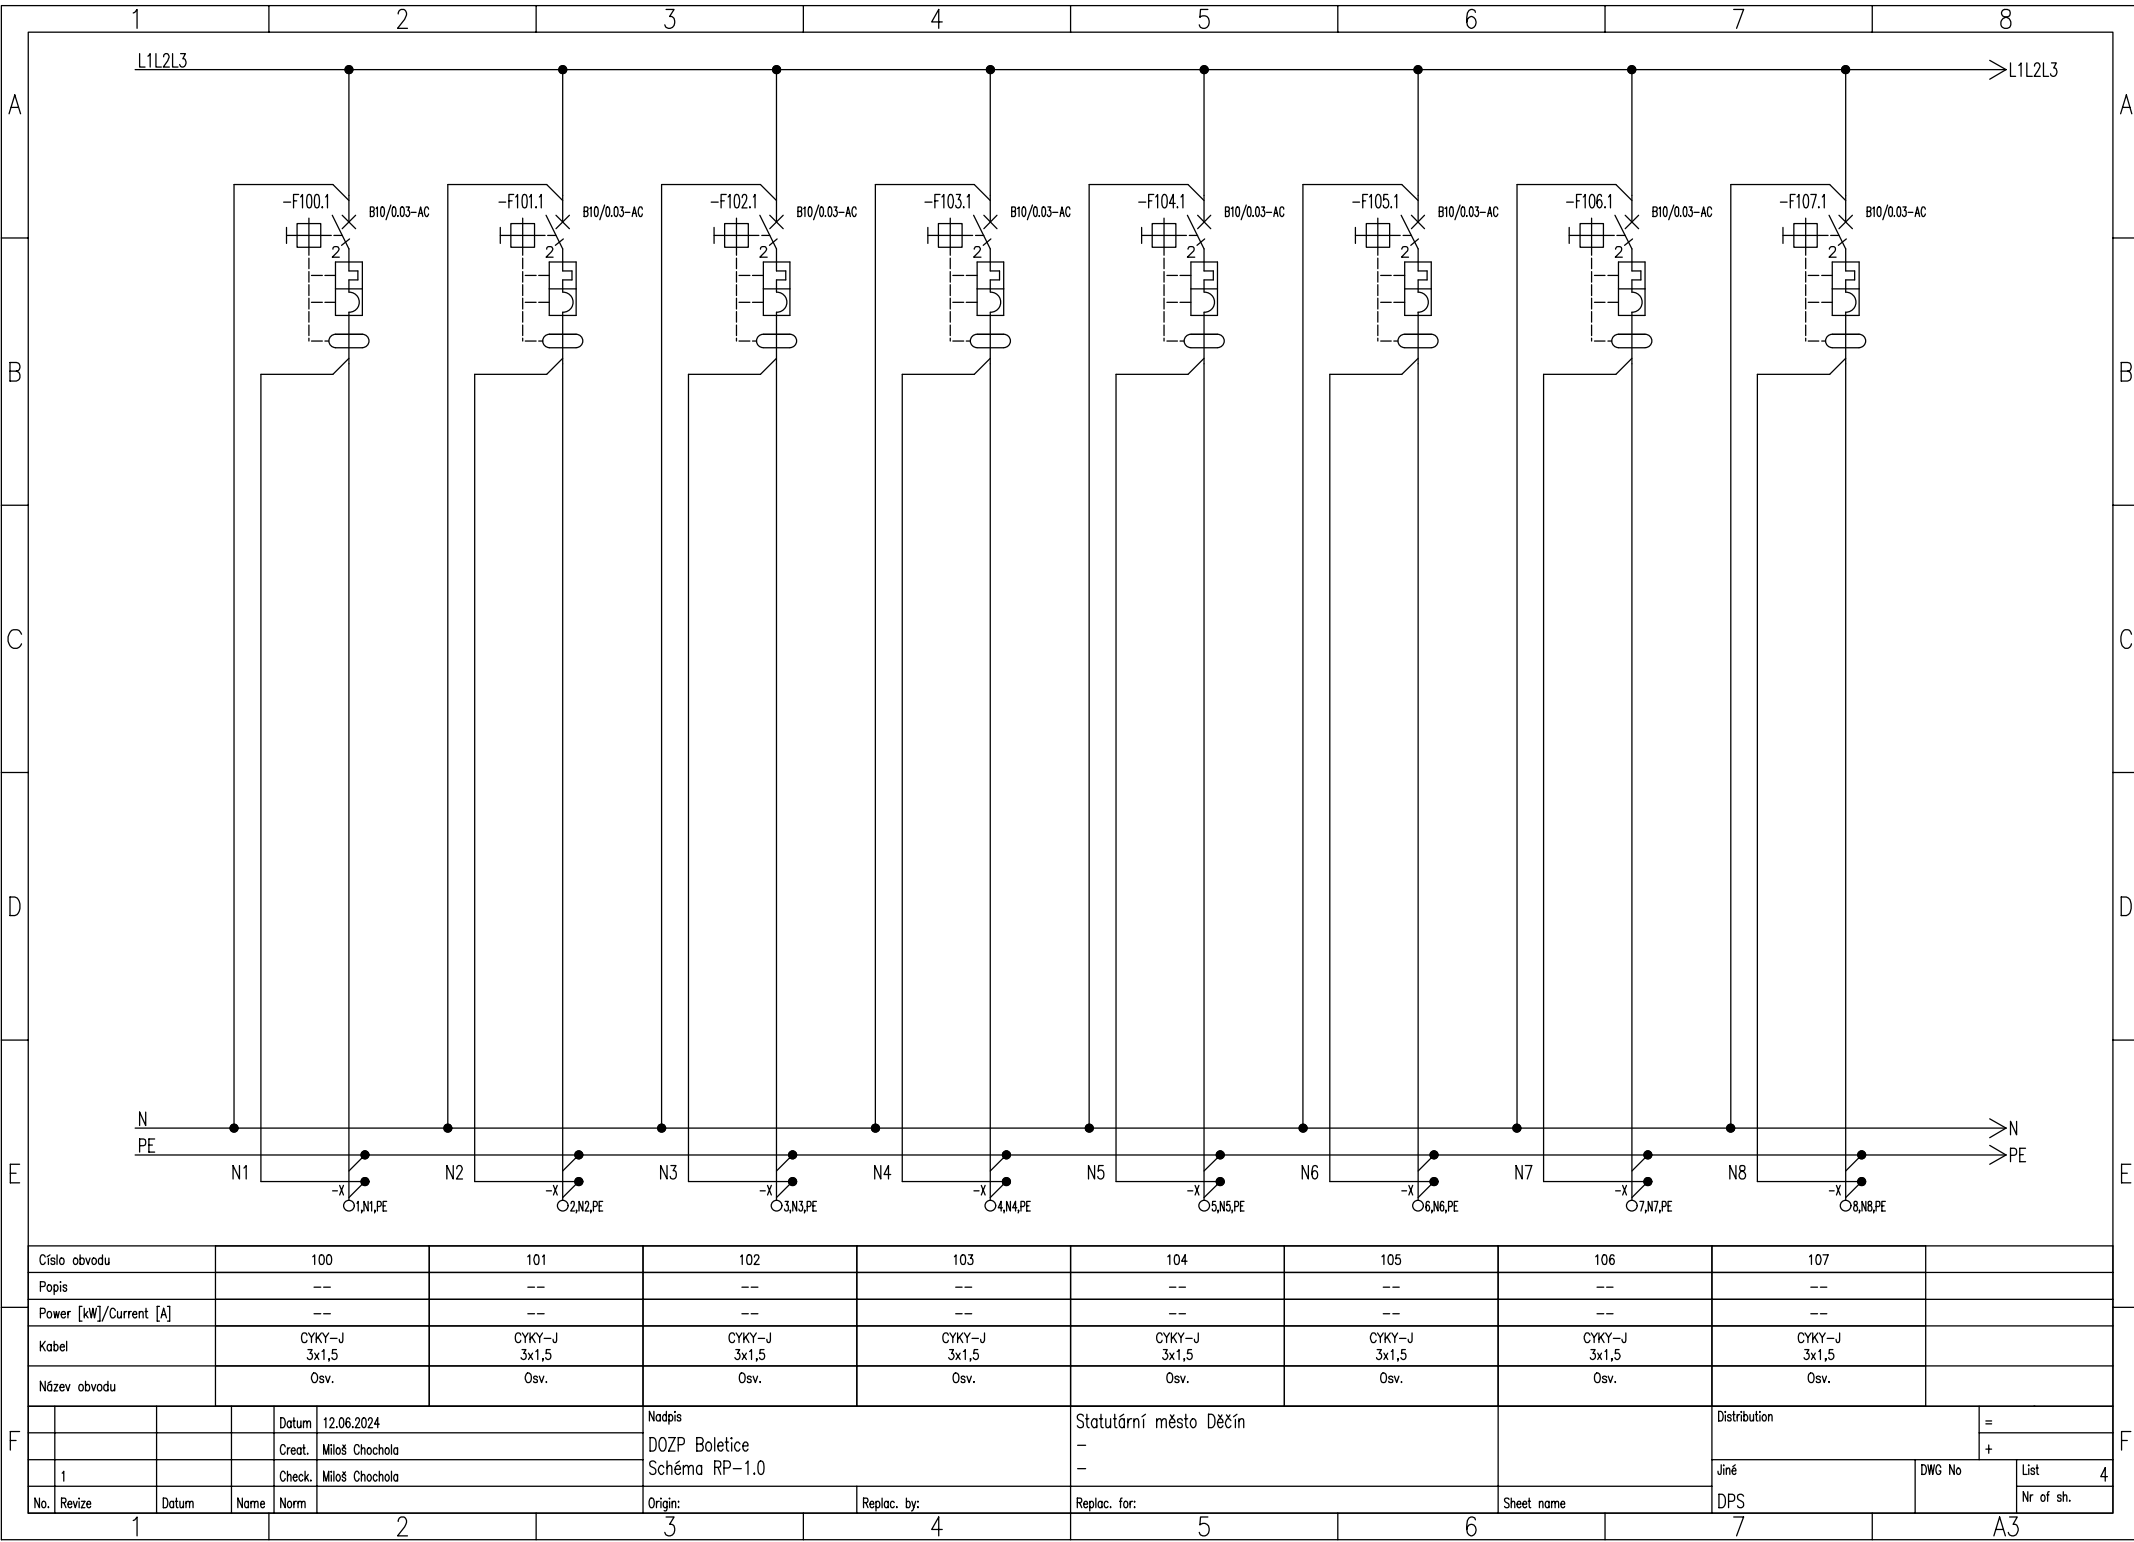 1 2 3 4 5 6 7 8
L1L2L3 L1L2L3
A A
-F100.1 B10/0.03-AC -F101.1 B10/0.03-AC -F102.1 B10/0.03-AC -F103.1 B10/0.03-AC -F104.1 B10/0.03-AC -F105.1 B10/0.03-AC -F106.1 B10/0.03-AC -F107.1 B10/0.03-AC
2 2 2 2 2 2 2 2
B B
C C
D D
N N
PE PE
E N1 N2 N3 N4 N5 N6 N7 N8 E
-X -X -X -X -X -X -X -X
1,N1,PE 2,N2,PE 3,N3,PE 4,N4,PE 5,N5,PE 6,N6,PE 7,N7,PE 8,N8,PE
Císlo obvodu 100 101 102 103 104 105 106 107
Popis -- -- -- -- -- -- -- --
Power [kW]/Current [A] -- -- -- -- -- -- -- --
Kabel CYKY-J CYKY-J CYKY-J CYKY-J CYKY-J CYKY-J CYKY-J CYKY-J
3x1,5 3x1,5 3x1,5 3x1,5 3x1,5 3x1,5 3x1,5 3x1,5
Název obvodu Osv. Osv. Osv. Osv. Osv. Osv. Osv. Osv.
Datum 12.06.2024 Nadpis Statutární město Děčín Distribution =
F Creat. Miloš Chochola DOZP Boletice - + F
1 Check. Miloš Chochola Schéma RP-1.0 - Jiné DWG No List 4
No. Revize Datum Name Norm Origin: Replac. by: Replac. for: Sheet name DPS Nr of sh.
1 2 3 4 5 6 7 A3